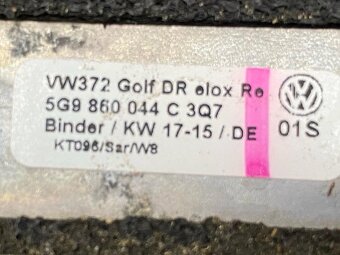 VW372 Golf DR elox Re
5G9 860 044 C 3Q7
Binder / KW 17-15 / DE 01S
KT096/Sar/W8